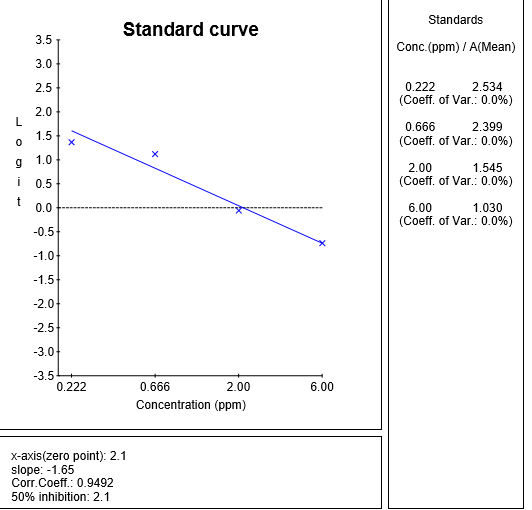 Standard curve
3.5
3.0
2.5
2.0
1.5
1.0
0.5
0.0
-0.5
-1.0
-1.5
-2.0
-2.5
-3.0
-3.5
L
o
g
i
t
0.222 0.666 2.00 6.00
Concentration (ppm)
x-axis(zero point): 2.1
slope: -1.65
Corr.Coeff.: 0.9492
50% inhibition: 2.1
Standards
Conc.(ppm) / A(Mean)
0.222 2.534
(Coeff. of Var.: 0.0%)
0.666 2.399
(Coeff. of Var.: 0.0%)
2.00 1.545
(Coeff. of Var.: 0.0%)
6.00 1.030
(Coeff. of Var.: 0.0%)